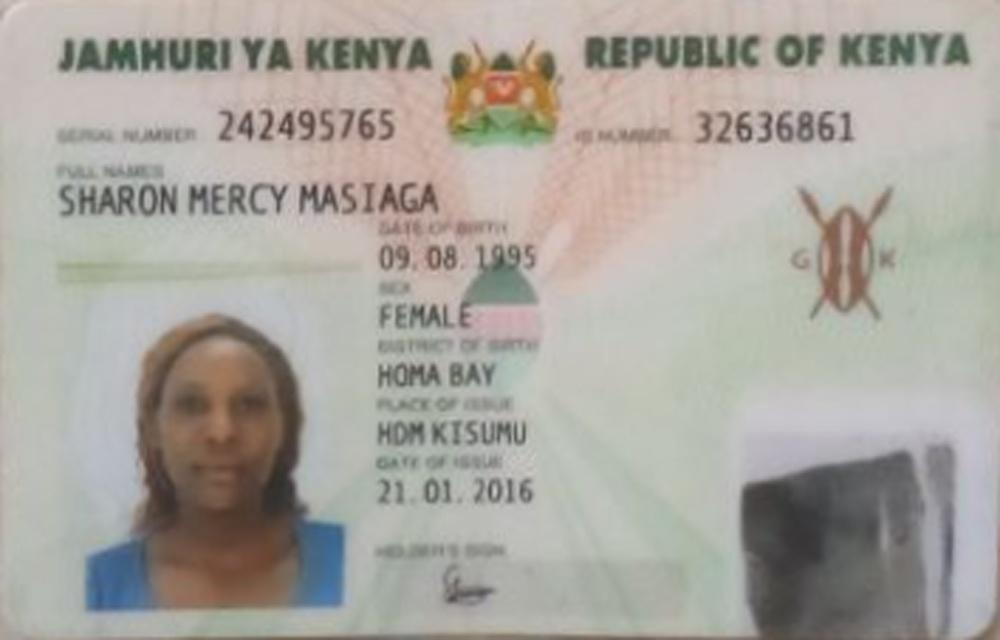 JAMHURI YA KENYA REPUBLIC OF KENYA
SERIAL NUMBER 242495765 ID NUMBER 32636861
FULL NAMES
SHARON MERCY MASIAGA
DATE OF BIRTH
09. 08. 1995
SEX
FEMALE
DISTRICT OF BIRTH
HOMA BAY
PLACE OF ISSUE
HDM KISUMU
DATE OF ISSUE
21. 01. 2016
HOLDER'S SIGN
G K